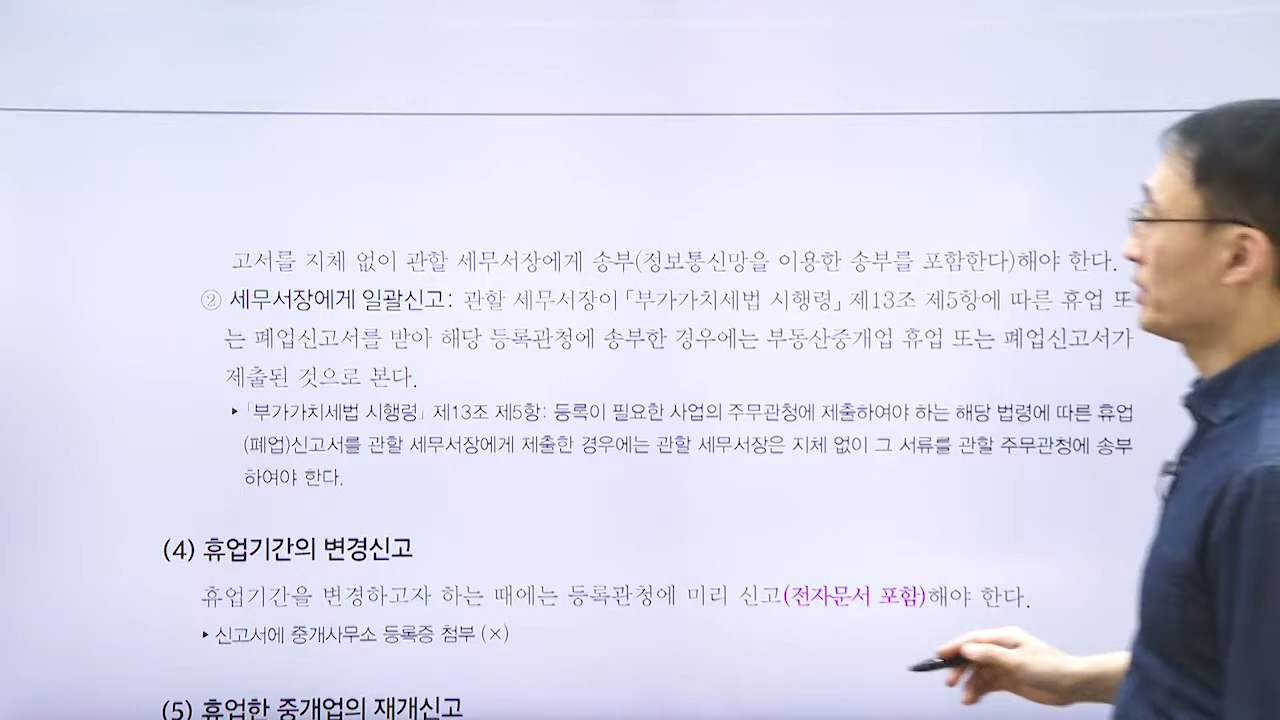 고서를 지체 없이 관할 세무서장에게 송부(정보통신망을 이용한 송부를 포함한다)해야 한다.
② 세무서장에게 일괄신고: 관할 세무서장이 「부가가치세법 시행령」 제13조 제5항에 따른 휴업 또
는 폐업신고서를 받아 해당 등록관청에 송부한 경우에는 부동산중개업 휴업 또는 폐업신고서가
제출된 것으로 본다.
▸「부가가치세법 시행령」 제13조 제5항: 등록이 필요한 사업의 주무관청에 제출하여야 하는 해당 법령에 따른 휴업
(폐업)신고서를 관할 세무서장에게 제출한 경우에는 관할 세무서장은 지체 없이 그 서류를 관할 주무관청에 송부
하여야 한다.
(4) 휴업기간의 변경신고
휴업기간을 변경하고자 하는 때에는 등록관청에 미리 신고(전자문서 포함)해야 한다.
▸신고서에 중개사무소 등록증 첨부 (×)
(5) 휴업한 중개업의 재개신고